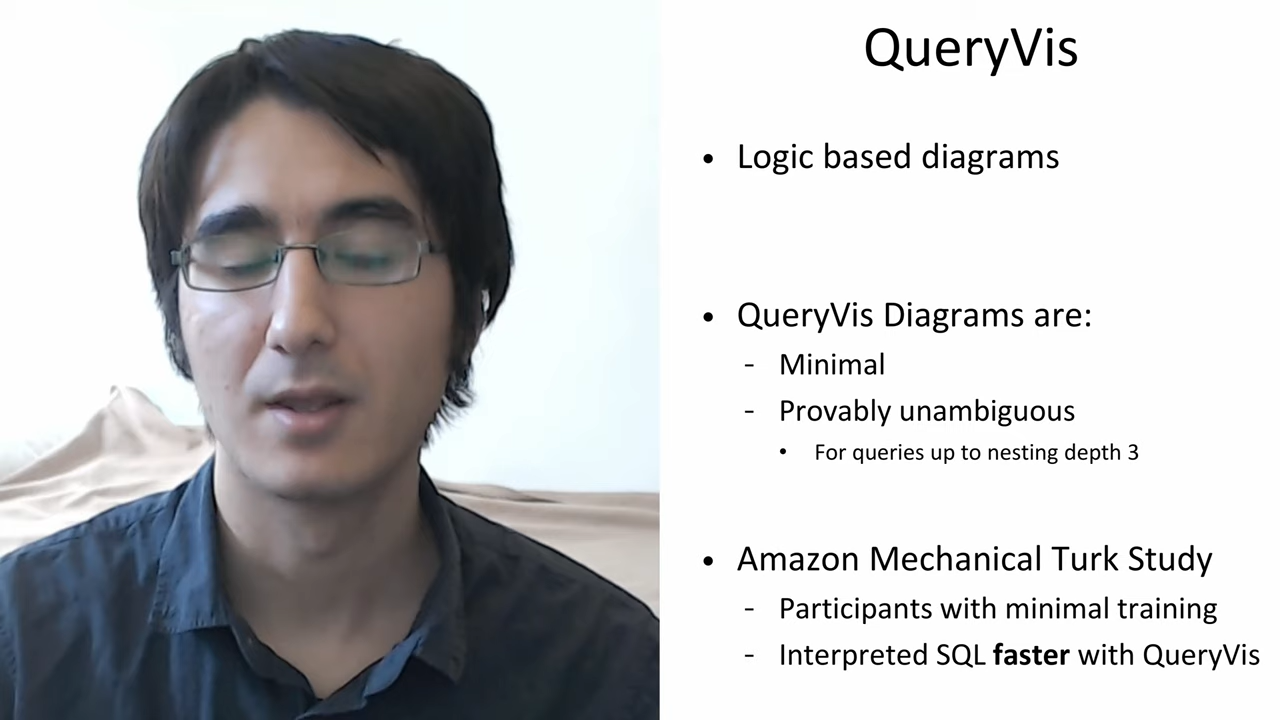 QueryVis
• Logic based diagrams
• QueryVis Diagrams are:
- Minimal
- Provably unambiguous
• For queries up to nesting depth 3
• Amazon Mechanical Turk Study
- Participants with minimal training
- Interpreted SQL faster with QueryVis